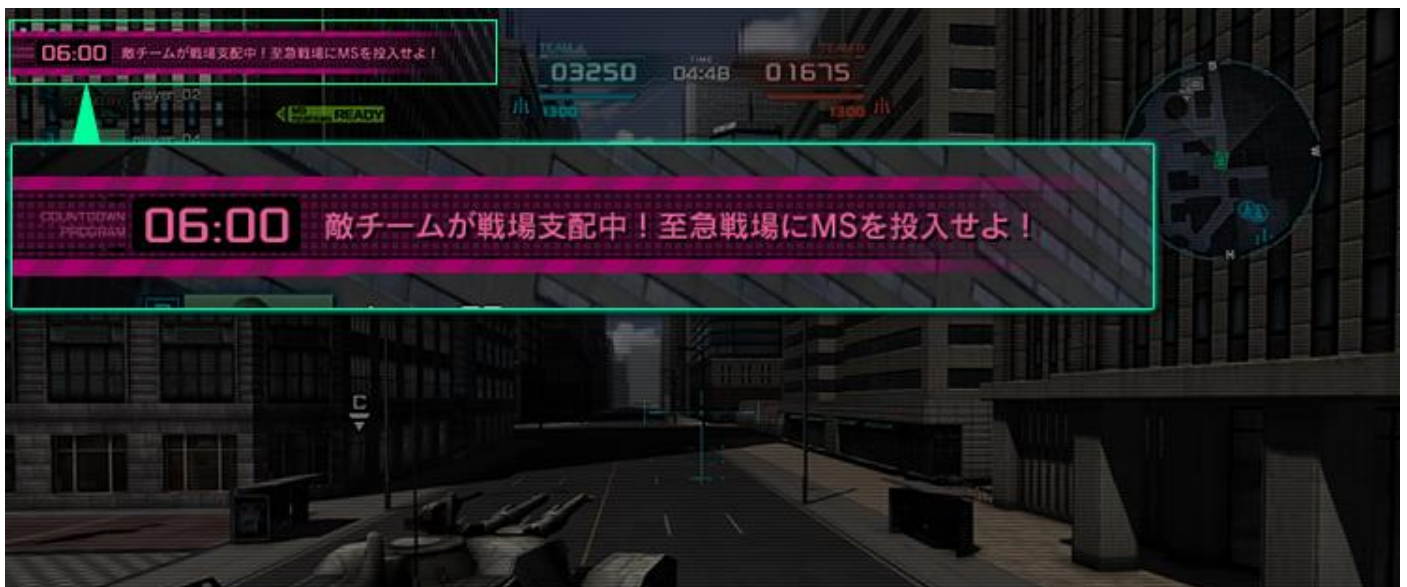 06:00 敵チームが戦場支配中！至急戦場にMSを投入せよ！
TEAM A
TIME
TEAM B
03250
04:48
01675
player_02
READY
1300
1300
player_04
COUNTDOWN
PROGRAM
06:00 敵チームが戦場支配中！至急戦場にMSを投入せよ！
C